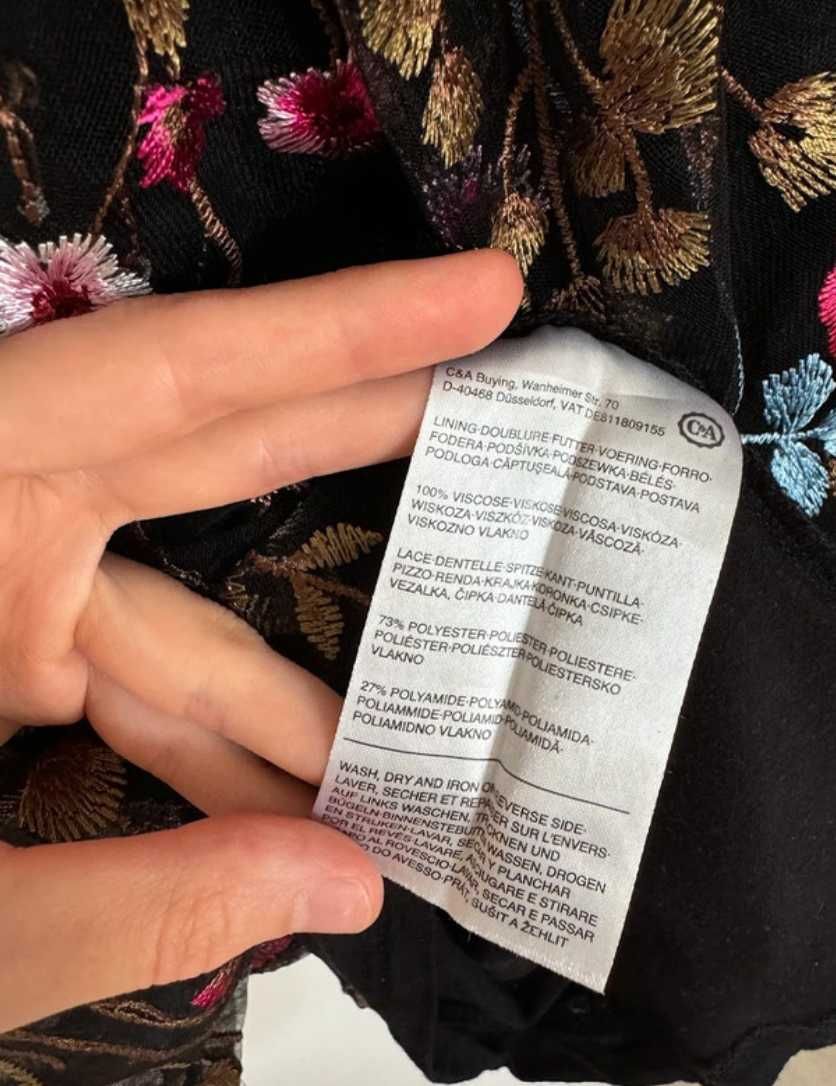 C&A Buying, Wanheimer Str. 70
D-40468 Düsseldorf, VAT DE811809155
C&A
LINING·DOUBLURE·FUTTER·VOERING·FORRO·
FODERA·PODŠÍVKA·PODSZEWKA·BÉLÉS·
PODLOGA·CĂPTUŞEALĂ·PODSTAVA·POSTAVA
100% VISCOSE·VISKOSE·VISCOSA·VISKÓZA·
WISKOZA·VISZKÓZ·VISKOZA·VÂSCOZĂ·
VISKOZNO VLAKNO
LACE·DENTELLE·SPITZE·KANT·PUNTILLA·
PIZZO·RENDA·KRAJKA·KORONKA·CSIPKE·
VEZALKA, ČIPKA·DANTELĂ·ČIPKA
73% POLYESTER·POLIESTER·POLIESTERE·
POLIÉSTER·POLIÉSZTER·POLIESTERSKO
VLAKNO
27% POLYAMIDE·POLYAMID·POLIAMIDA·
POLIAMMIDE·POLIAMID·POLIAMIDĂ·
POLIAMIDNO VLAKNO
WASH, DRY AND IRON ON REVERSE SIDE·
LAVER, SECHER ET REPASSER SUR L'ENVERS·
AUF LINKS WASCHEN, TROCKNEN UND
BÜGELN·BINNENSTEBUITEN WASSEN, DROGEN
EN STRIJKEN·LAVAR, SECAR Y PLANCHAR
POR EL REVÉS·LAVARE, ASCIUGARE E STIRARE
AL ROVESCIO·LAVAR, SECAR E PASSAR
DO AVESSO·PRÁT, SUŠIT A ŽEHLIT